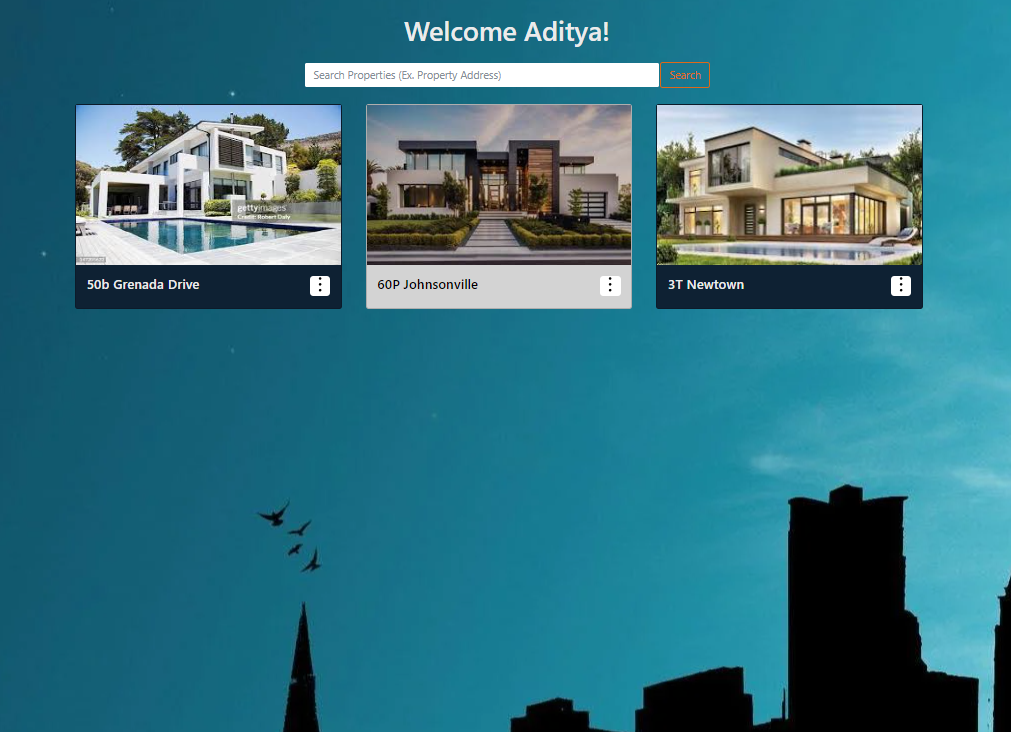 Welcome Aditya!
Search Properties (Ex. Property Address)
Search
gettyimages
Credit: Robert Daly
50b Grenada Drive
60P Johnsonville
3T Newtown